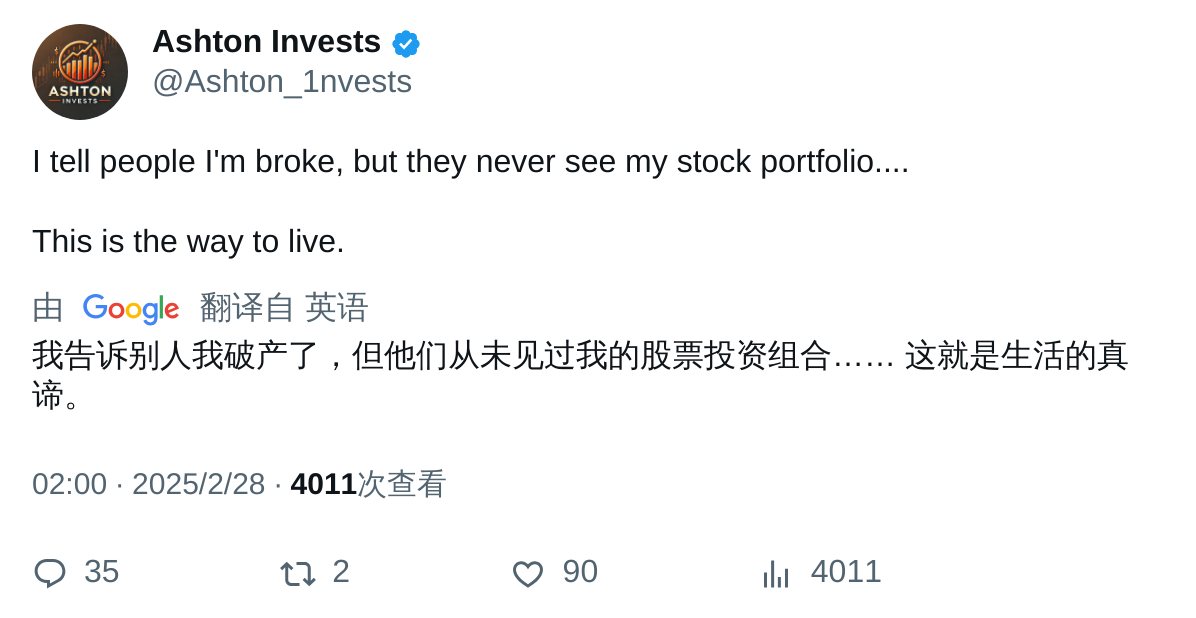 ASHTON
INVESTS
Ashton Invests
@Ashton_1nvests
I tell people I'm broke, but they never see my stock portfolio....
This is the way to live.
由 Google 翻译自 英语
我告诉别人我破产了，但他们从未见过我的股票投资组合…… 这就是生活的真
谛。
02:00 · 2025/2/28 · 4011次查看
35 2 90 4011